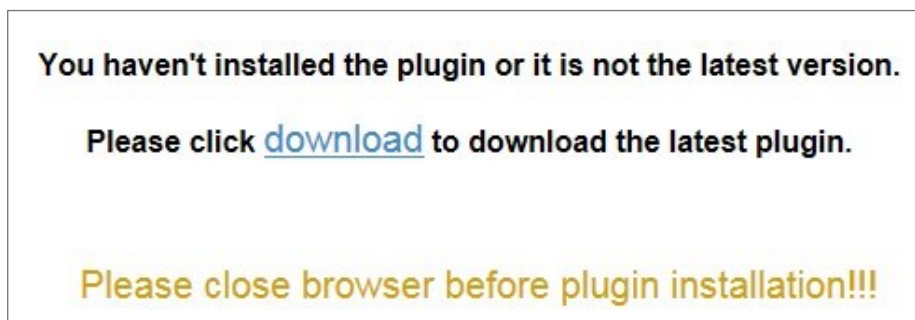 You haven't installed the plugin or it is not the latest version.
Please click download to download the latest plugin.
Please close browser before plugin installation!!!